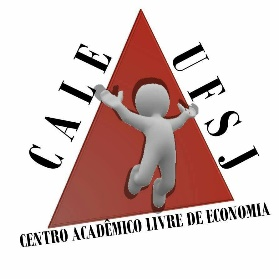 CALE
UFSJ
CENTRO ACADÊMICO LIVRE DE ECONOMIA